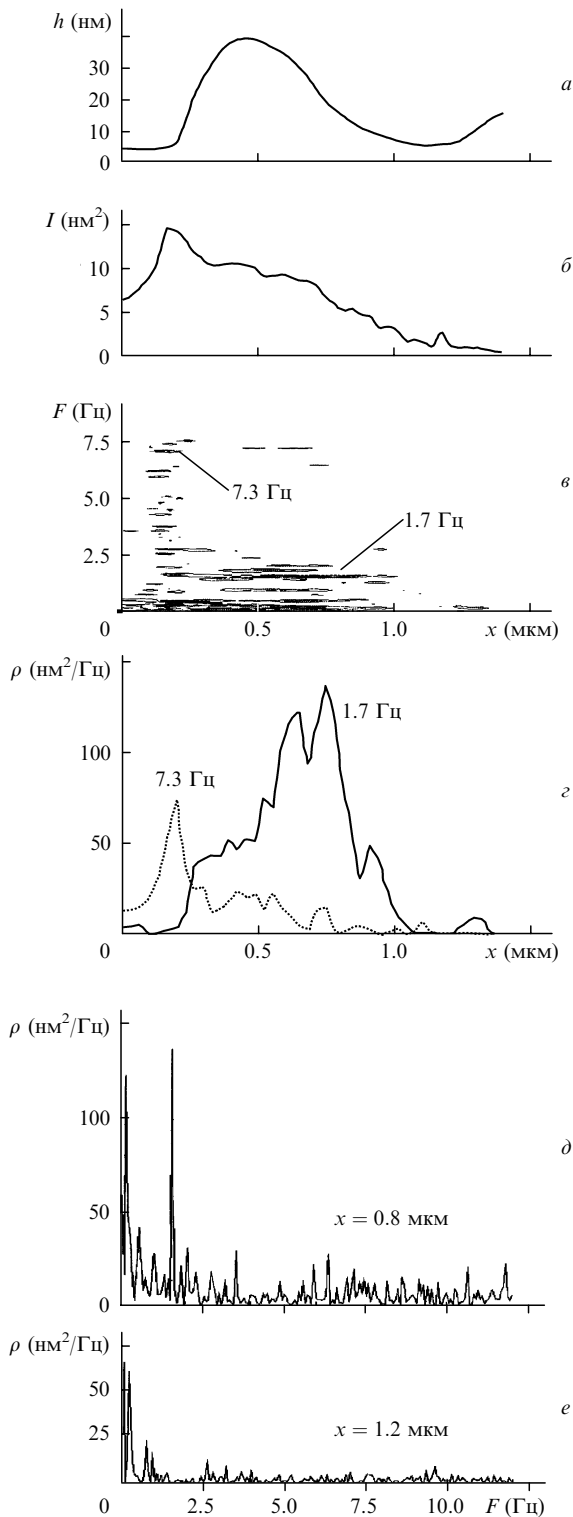 h (нм)
30
20
10
0
а
I (нм²)
10
5
0
б
F (Гц)
7.5
5.0
2.5
7.3 Гц
1.7 Гц
в
0
0.5
1.0
x (мкм)
ρ (нм²/Гц)
100
50
1.7 Гц
7.3 Гц
г
0
0.5
1.0
x (мкм)
ρ (нм²/Гц)
100
50
0
x = 0.8 мкм
д
ρ (нм²/Гц)
50
25
x = 1.2 мкм
е
0
2.5
5.0
7.5
10.0
F (Гц)